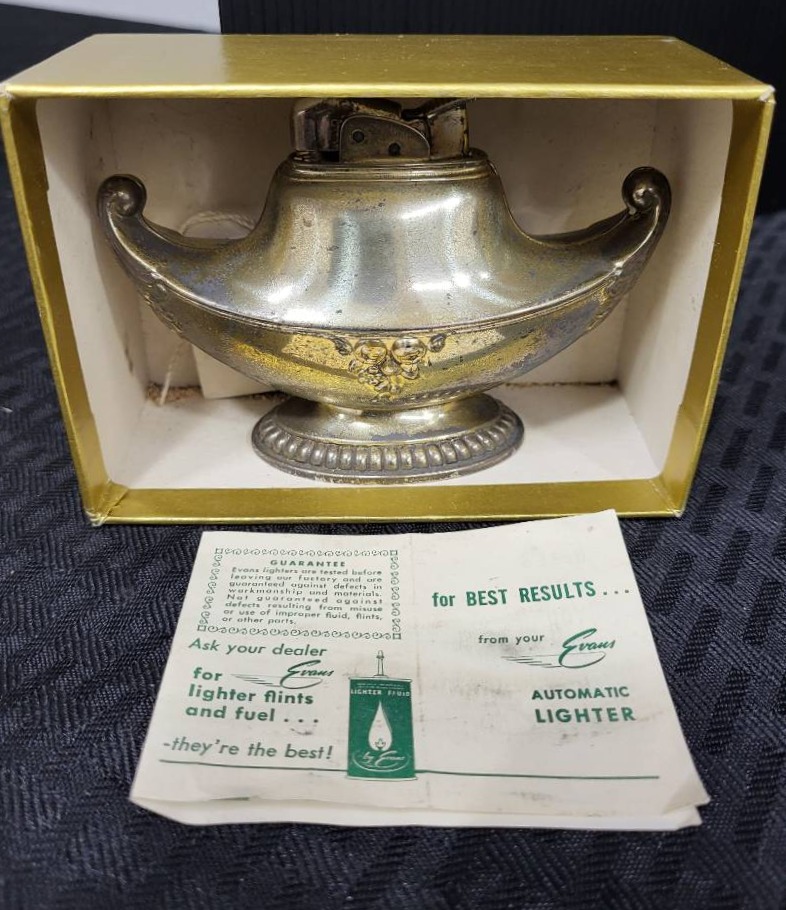 GUARANTEE
Evans lighters are tested before
leaving our factory and are
guaranteed against defects in
workmanship and materials.
Not guaranteed against
defects resulting from misuse
or use of improper fluid, flints,
or other parts.
Ask your dealer
for Evans
lighter flints
and fuel . . .
-they're the best!
LIGHTER FLUID
by Evans
for BEST RESULTS . . .
from your Evans
AUTOMATIC
LIGHTER